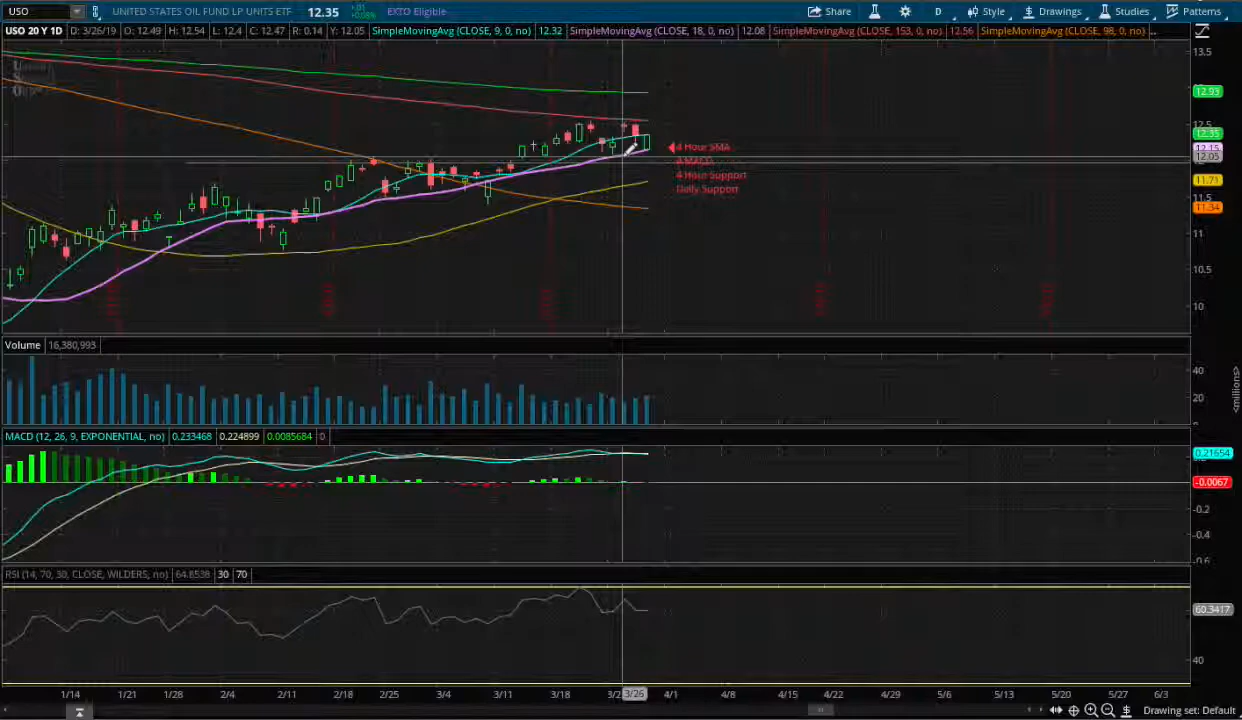 USO UNITED STATES OIL FUND LP UNITS ETF 12.35 EXTO Eligible Share D Style Drawings Studies Patterns
USO 20 Y 1D D: 3/26/19 O: 12.49 H: 12.54 L: 12.4 C: 12.47 R: 0.14 Y: 12.05 SimpleMovingAvg (CLOSE, 9, 0, no) 12.32 SimpleMovingAvg (CLOSE, 18, 0, no) 12.08 SimpleMovingAvg (CLOSE, 153, 0, no) 12.56 SimpleMovingAvg (CLOSE, 98, 0, no) ...
13.5
12.93
12.5
12.35
4 Hour SMA
12.15
12.05
4 MACD
4 Hour Support
11.71
Daily Support
11.5
11.34
11
10.5
10
Volume 16,380,993
40
20
<millions>
MACD (12, 26, 9, EXPONENTIAL, no) 0.233468 0.224899 0.0085684 0
0.21654
-0.0067
-0.2
-0.4
-0.6
RSI (14, 70, 30, CLOSE, WILDERS, no) 64.8538 30 70
60.3417
40
1/14 1/21 1/28 2/4 2/11 2/18 2/25 3/4 3/11 3/18 3/26 4/1 4/8 4/15 4/22 4/29 5/6 5/13 5/20 5/27 6/3
Drawing set: Default